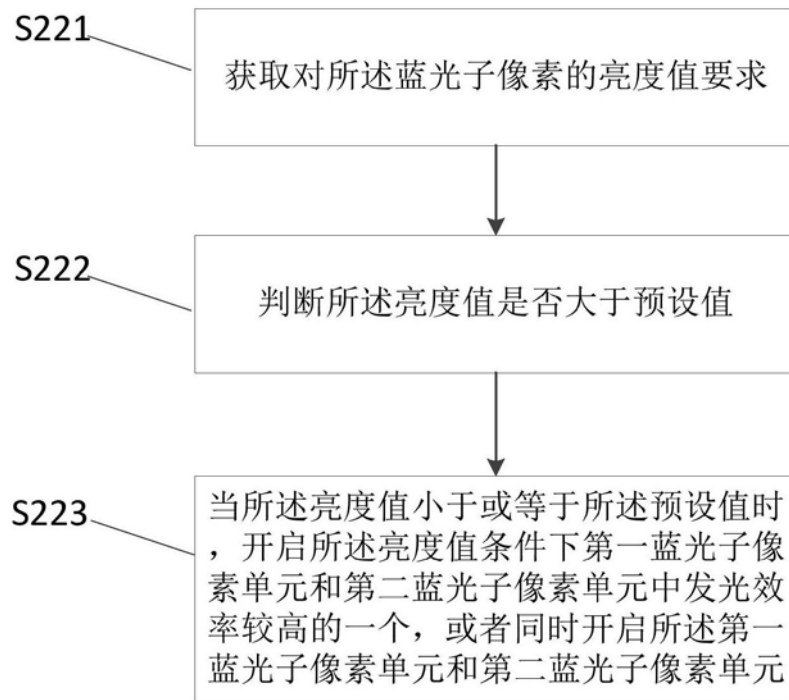 S221
获取对所述蓝光子像素的亮度值要求
S222
判断所述亮度值是否大于预设值
S223
当所述亮度值小于或等于所述预设值时
，开启所述亮度值条件下第一蓝光子像
素单元和第二蓝光子像素单元中发光效
率较高的一个，或者同时开启所述第一
蓝光子像素单元和第二蓝光子像素单元